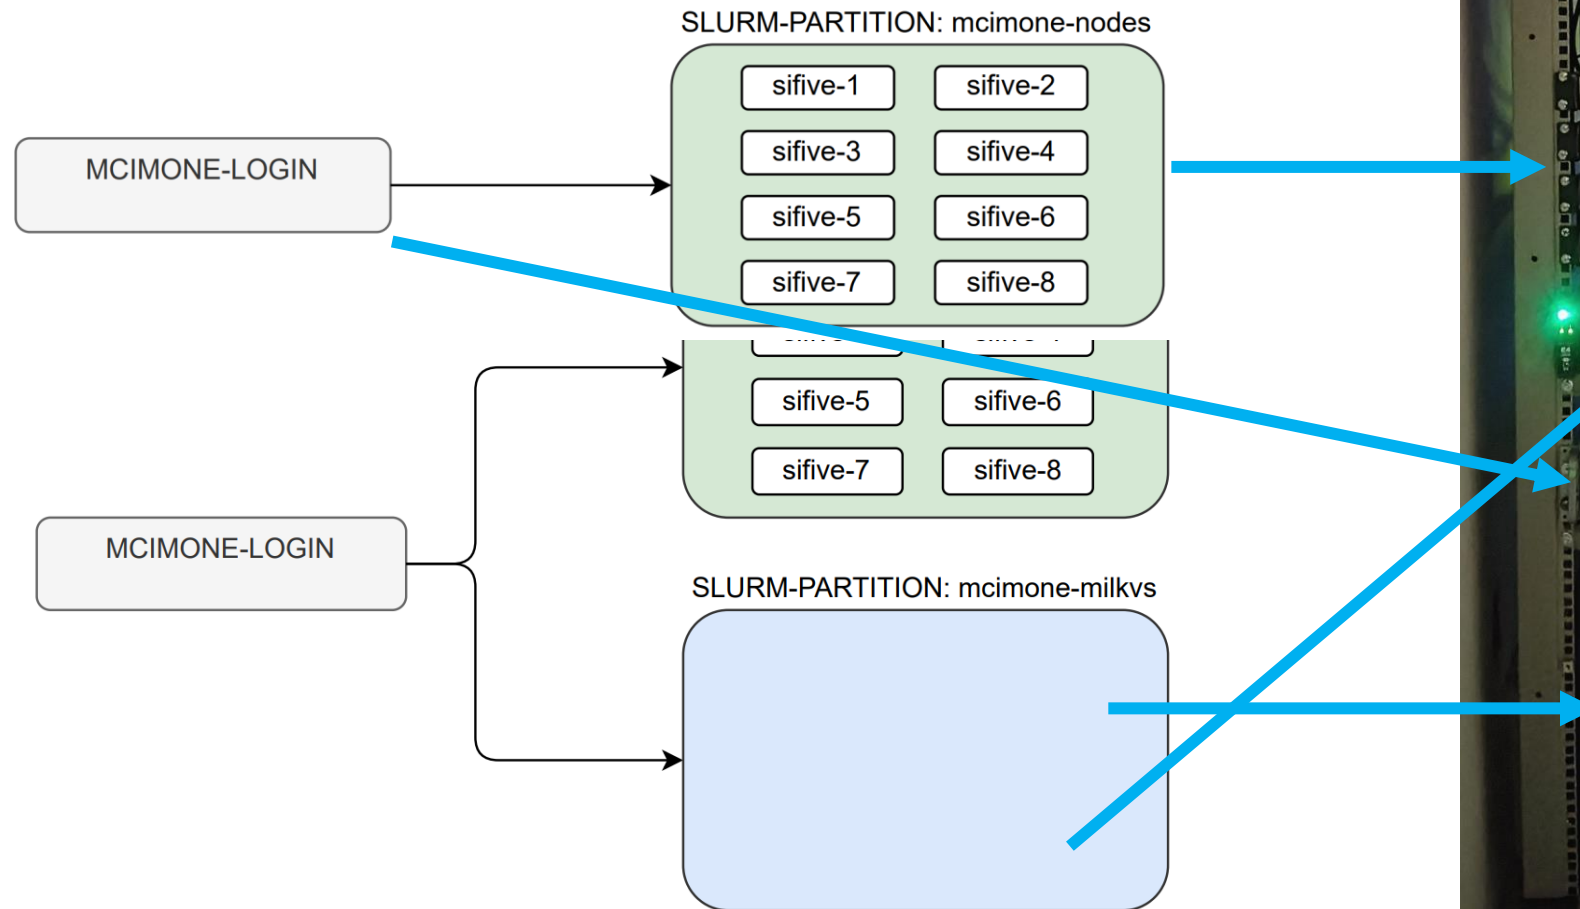 SLURM-PARTITION: mcimone-nodes
sifive-1 sifive-2
MCIMONE-LOGIN
sifive-3 sifive-4
sifive-5 sifive-6
sifive-7 sifive-8
sifive-5 sifive-6
sifive-7 sifive-8
MCIMONE-LOGIN
SLURM-PARTITION: mcimone-milkvs